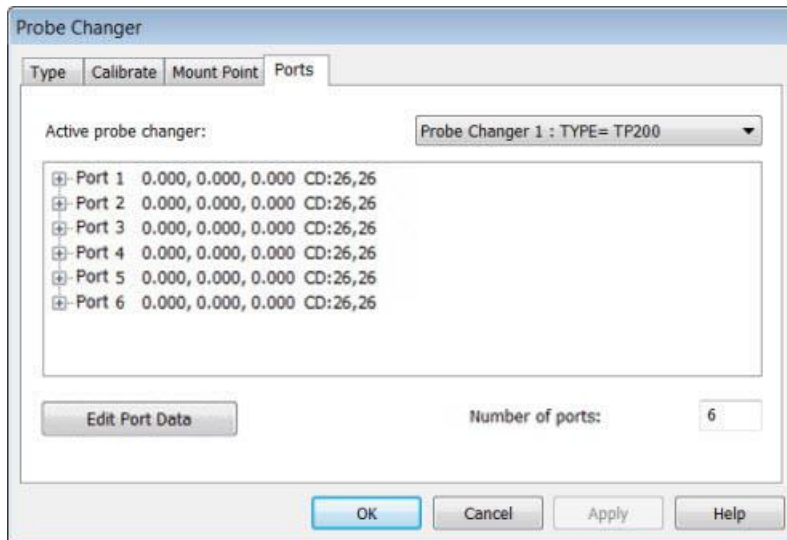 Probe Changer
Type Calibrate Mount Point Ports
Active probe changer: Probe Changer 1 : TYPE= TP200
Port 1 0.000, 0.000, 0.000 CD:26,26
Port 2 0.000, 0.000, 0.000 CD:26,26
Port 3 0.000, 0.000, 0.000 CD:26,26
Port 4 0.000, 0.000, 0.000 CD:26,26
Port 5 0.000, 0.000, 0.000 CD:26,26
Port 6 0.000, 0.000, 0.000 CD:26,26
Edit Port Data Number of ports: 6
OK Cancel Apply Help